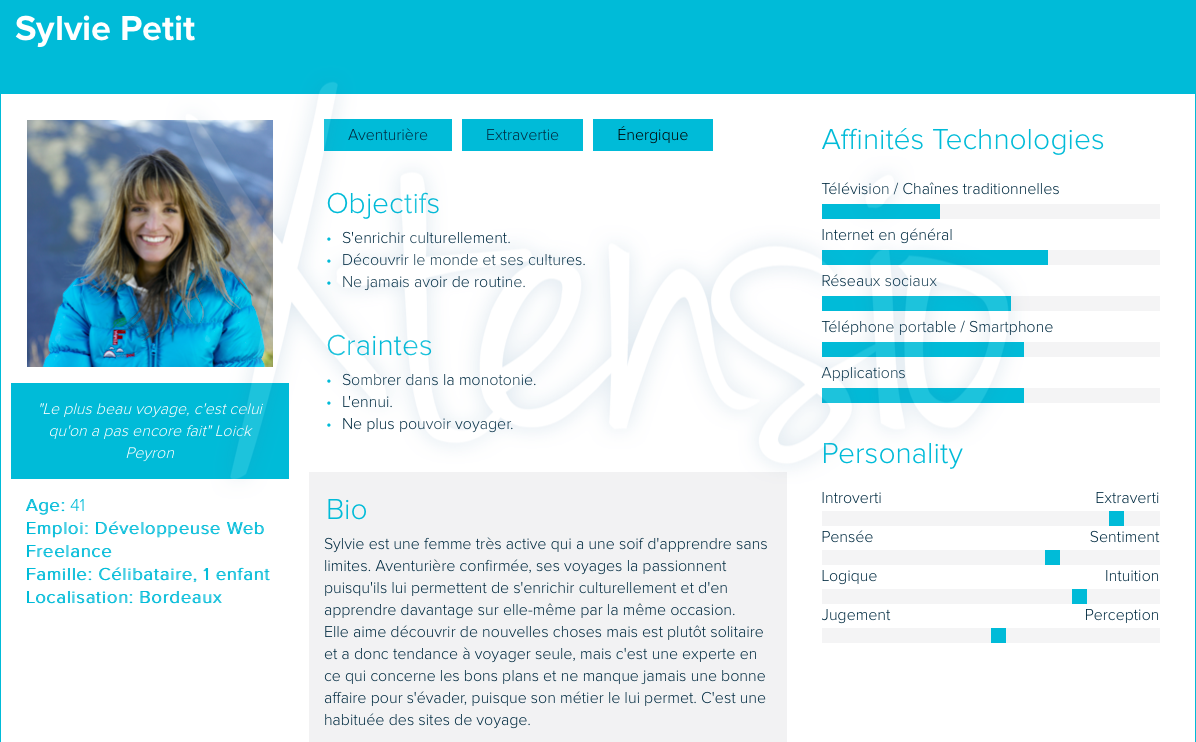 Sylvie Petit
"Le plus beau voyage, c'est celui
qu'on a pas encore fait" Loick
Peyron
Age: 41
Emploi: Développeuse Web
Freelance
Famille: Célibataire, 1 enfant
Localisation: Bordeaux
Aventurière
Extravertie
Énergique
Objectifs
• S'enrichir culturellement.
• Découvrir le monde et ses cultures.
• Ne jamais avoir de routine.
Craintes
• Sombrer dans la monotonie.
• L'ennui.
• Ne plus pouvoir voyager.
Bio
Sylvie est une femme très active qui a une soif d'apprendre sans
limites. Aventurière confirmée, ses voyages la passionnent
puisqu'ils lui permettent de s'enrichir culturellement et d'en
apprendre davantage sur elle-même par la même occasion.
Elle aime découvrir de nouvelles choses mais est plutôt solitaire
et a donc tendance à voyager seule, mais c'est une experte en
ce qui concerne les bons plans et ne manque jamais une bonne
affaire pour s'évader, puisque son métier le lui permet. C'est une
habituée des sites de voyage.
Affinités Technologies
Télévision / Chaînes traditionnelles
Internet en général
Réseaux sociaux
Téléphone portable / Smartphone
Applications
Personality
Introverti Extraverti
Pensée Sentiment
Logique Intuition
Jugement Perception
Xtensio
F